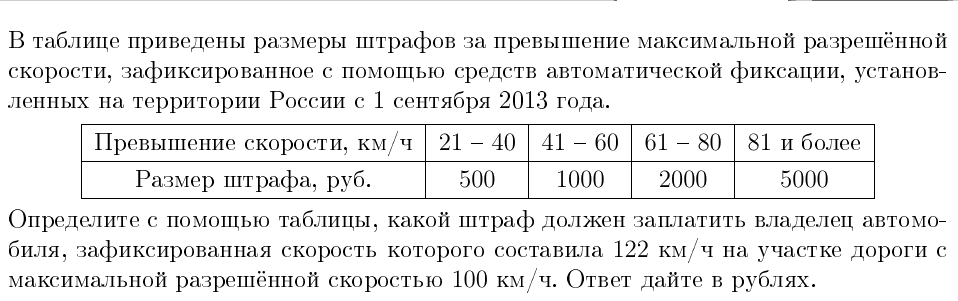 В таблице приведены размеры штрафов за превышение максимальной разрешённой
скорости, зафиксированное с помощью средств автоматической фиксации, установ-
ленных на территории России с 1 сентября 2013 года.
Превышение скорости, км/ч 21 – 40 41 – 60 61 – 80 81 и более
Размер штрафа, руб. 500 1000 2000 5000
Определите с помощью таблицы, какой штраф должен заплатить владелец автомо-
биля, зафиксированная скорость которого составила 122 км/ч на участке дороги с
максимальной разрешённой скоростью 100 км/ч. Ответ дайте в рублях.